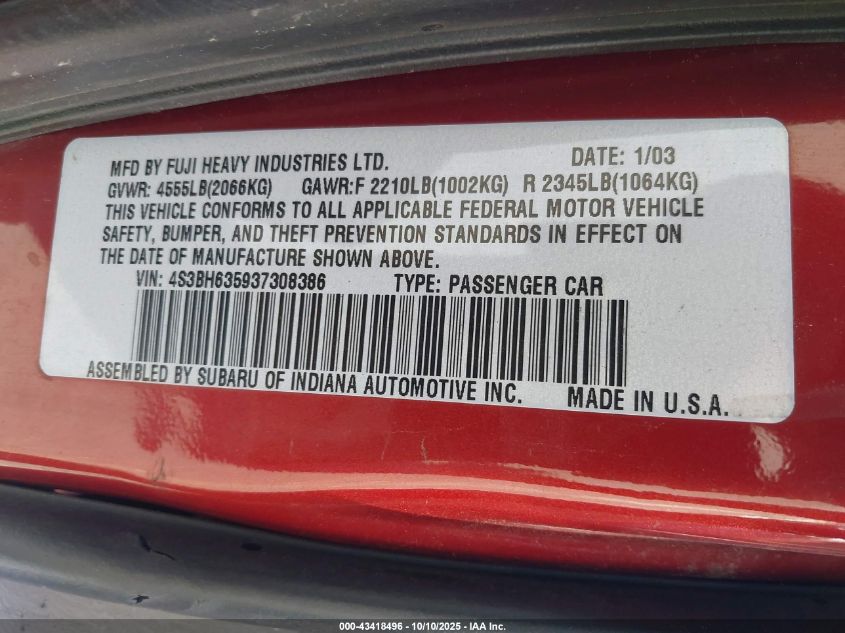 MFD BY FUJI HEAVY INDUSTRIES LTD. DATE: 1/03
GVWR: 4555LB(2066KG) GAWR:F 2210LB(1002KG) R 2345LB(1064KG)
THIS VEHICLE CONFORMS TO ALL APPLICABLE FEDERAL MOTOR VEHICLE
SAFETY, BUMPER, AND THEFT PREVENTION STANDARDS IN EFFECT ON
THE DATE OF MANUFACTURE SHOWN ABOVE.
VIN: 4S3BH635937308386 TYPE: PASSENGER CAR
ASSEMBLED BY SUBARU OF INDIANA AUTOMOTIVE INC. MADE IN U.S.A.
000-43418496 - 10/10/2025 - IAA Inc.